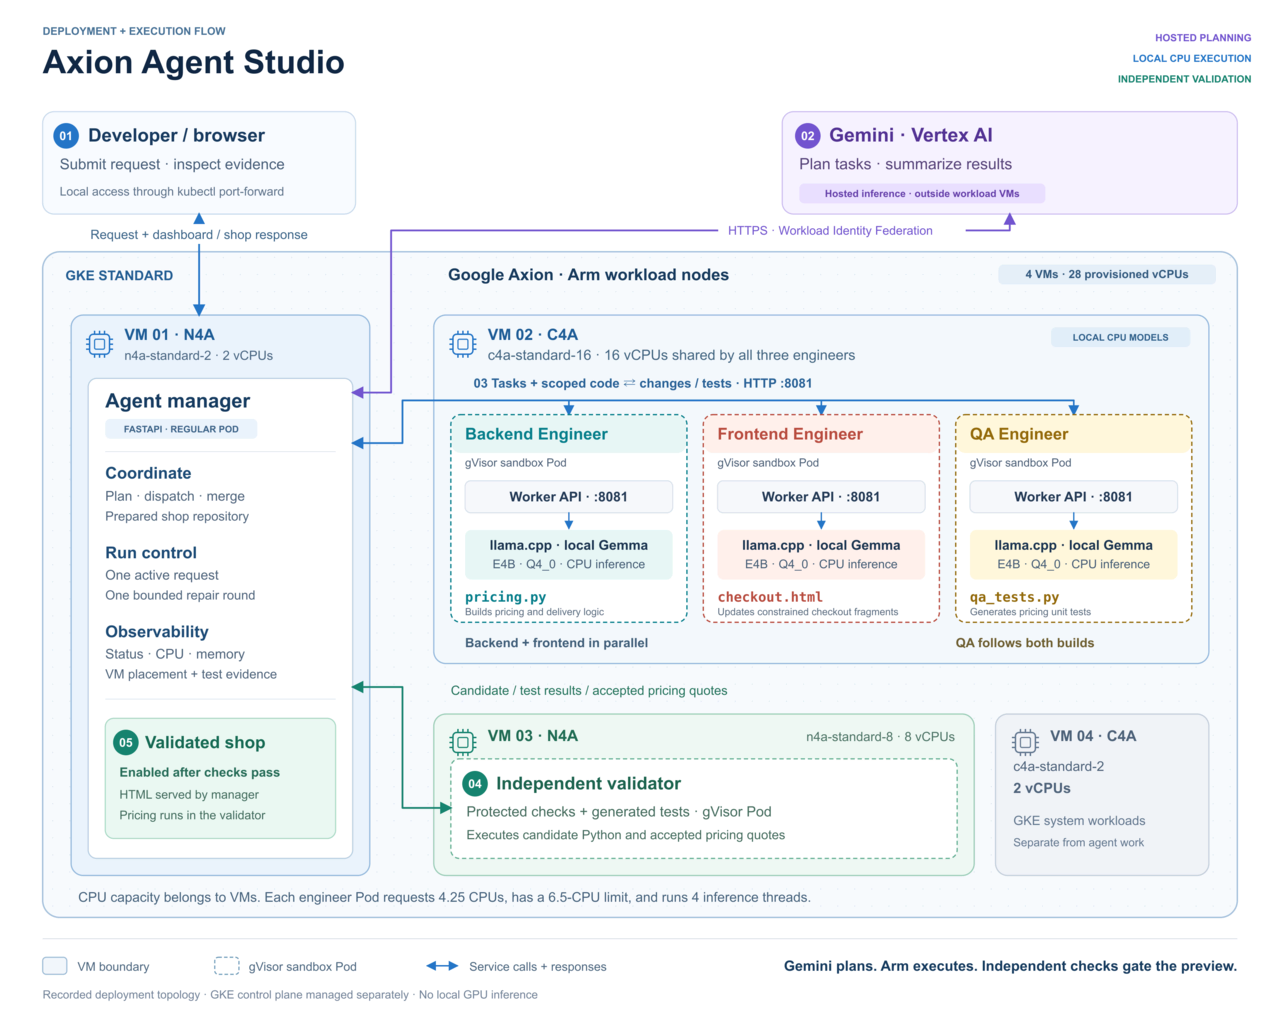 DEPLOYMENT + EXECUTION FLOW
Axion Agent Studio
HOSTED PLANNING
LOCAL CPU EXECUTION
INDEPENDENT VALIDATION
01 Developer / browser
Submit request · inspect evidence
Local access through kubectl port-forward
02 Gemini · Vertex AI
Plan tasks · summarize results
Hosted inference · outside workload VMs
Request + dashboard / shop response
HTTPS · Workload Identity Federation
GKE STANDARD
Google Axion · Arm workload nodes
4 VMs · 28 provisioned vCPUs
VM 01 · N4A
n4a-standard-2 · 2 vCPUs
Agent manager
FASTAPI · REGULAR POD
Coordinate
Plan · dispatch · merge
Prepared shop repository
Run control
One active request
One bounded repair round
Observability
Status · CPU · memory
VM placement + test evidence
05 Validated shop
Enabled after checks pass
HTML served by manager
Pricing runs in the validator
VM 02 · C4A
c4a-standard-16 · 16 vCPUs shared by all three engineers
LOCAL CPU MODELS
03 Tasks + scoped code ⇄ changes / tests · HTTP :8081
Backend Engineer
gVisor sandbox Pod
Worker API · :8081
llama.cpp · local Gemma
E4B · Q4_0 · CPU inference
pricing.py
Builds pricing and delivery logic
Frontend Engineer
gVisor sandbox Pod
Worker API · :8081
llama.cpp · local Gemma
E4B · Q4_0 · CPU inference
checkout.html
Updates constrained checkout fragments
QA Engineer
gVisor sandbox Pod
Worker API · :8081
llama.cpp · local Gemma
E4B · Q4_0 · CPU inference
qa_tests.py
Generates pricing unit tests
Backend + frontend in parallel
QA follows both builds
Candidate / test results / accepted pricing quotes
VM 03 · N4A
n4a-standard-8 · 8 vCPUs
04 Independent validator
Protected checks + generated tests · gVisor Pod
Executes candidate Python and accepted pricing quotes
VM 04 · C4A
c4a-standard-2
2 vCPUs
GKE system workloads
Separate from agent work
CPU capacity belongs to VMs. Each engineer Pod requests 4.25 CPUs, has a 6.5-CPU limit, and runs 4 inference threads.
VM boundary
gVisor sandbox Pod
Service calls + responses
Gemini plans. Arm executes. Independent checks gate the preview.
Recorded deployment topology · GKE control plane managed separately · No local GPU inference